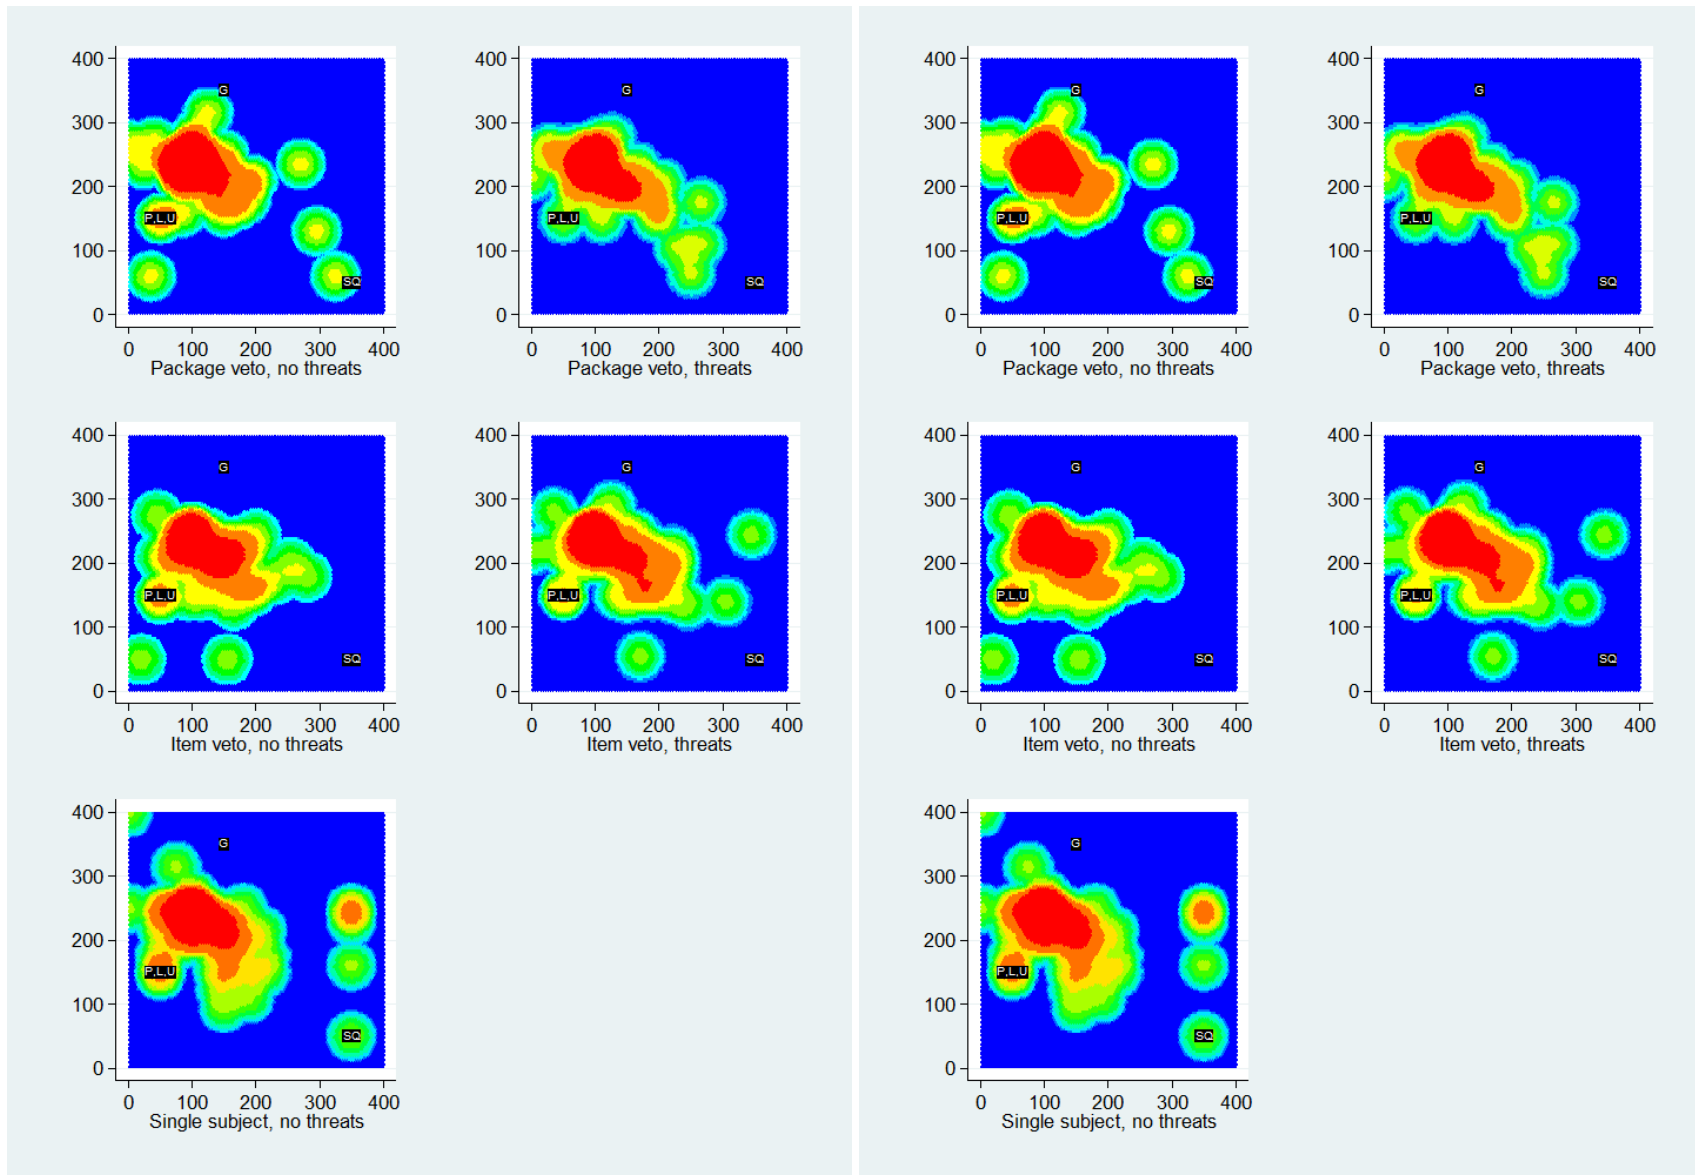 400 400 400 400
G G G G
300 300 300 300
200 200 200 200
P,L,U P,L,U P,L,U P,L,U
100 100 100 100
SQ SQ SQ SQ
0 0 0 0
0 100 200 300 400 0 100 200 300 400 0 100 200 300 400 0 100 200 300 400
Package veto, no threats Package veto, threats Package veto, no threats Package veto, threats
400 400 400 400
G G G G
300 300 300 300
200 200 200 200
P,L,U P,L,U P,L,U P,L,U
100 100 100 100
SQ SQ SQ SQ
0 0 0 0
0 100 200 300 400 0 100 200 300 400 0 100 200 300 400 0 100 200 300 400
Item veto, no threats Item veto, threats Item veto, no threats Item veto, threats
400 400
G G
300 300
200 200
P,L,U P,L,U
100 100
SQ SQ
0 0
0 100 200 300 400 0 100 200 300 400
Single subject, no threats Single subject, no threats